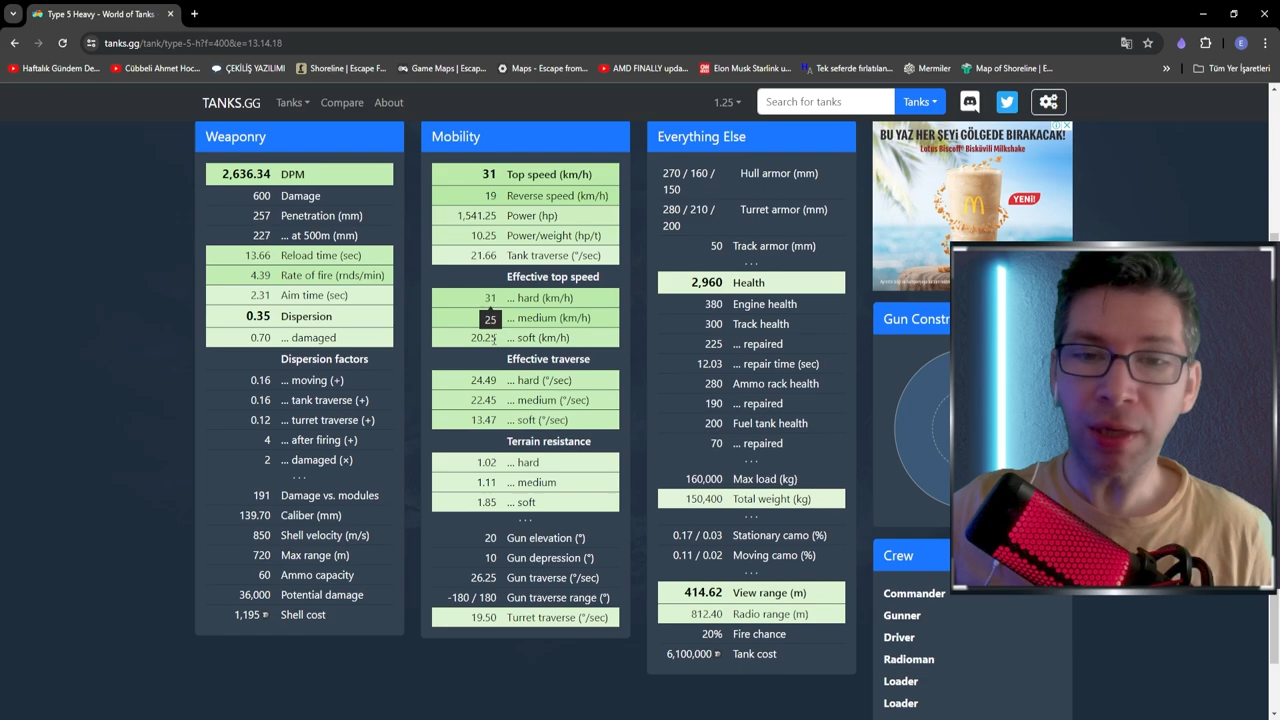 Type 5 Heavy - World of Tanks
tanks.gg/tank/type-5-h?f=400&e=13.14.18
Haftalık Gündem De...
Cübbeli Ahmet Hoc...
ÇEKİLİŞ YAZILIMI
Shoreline | Escape F...
Game Maps | Escap...
Maps - Escape from...
AMD FINALLY upda...
Elon Musk Starlink u...
Tek seferde fırlatılan...
Mermiler
Map of Shoreline | E...
Tüm Yer İşaretleri
TANKS.GG
Tanks
Compare
About
1.25
Search for tanks
Tanks
Weaponry
2,636.34 DPM
600 Damage
257 Penetration (mm)
227 ... at 500m (mm)
13.66 Reload time (sec)
4.39 Rate of fire (rnds/min)
2.31 Aim time (sec)
0.35 Dispersion
0.70 ... damaged
Dispersion factors
0.16 ... moving (+)
0.16 ... tank traverse (+)
0.12 ... turret traverse (+)
4 ... after firing (+)
2 ... damaged (×)
...
191 Damage vs. modules
139.70 Caliber (mm)
850 Shell velocity (m/s)
720 Max range (m)
60 Ammo capacity
36,000 Potential damage
1,195 Shell cost
Mobility
31 Top speed (km/h)
19 Reverse speed (km/h)
1,541.25 Power (hp)
10.25 Power/weight (hp/t)
21.66 Tank traverse (°/sec)
Effective top speed
31 ... hard (km/h)
25 ... medium (km/h)
20.25 ... soft (km/h)
Effective traverse
24.49 ... hard (°/sec)
22.45 ... medium (°/sec)
13.47 ... soft (°/sec)
Terrain resistance
1.02 ... hard
1.11 ... medium
1.85 ... soft
...
20 Gun elevation (°)
10 Gun depression (°)
26.25 Gun traverse (°/sec)
-180 / 180 Gun traverse range (°)
19.50 Turret traverse (°/sec)
Everything Else
270 / 160 / Hull armor (mm)
150
280 / 210 / Turret armor (mm)
200
50 Track armor (mm)
...
2,960 Health
380 Engine health
300 Track health
225 ... repaired
12.03 ... repair time (sec)
280 Ammo rack health
190 ... repaired
200 Fuel tank health
70 ... repaired
...
160,000 Max load (kg)
150,400 Total weight (kg)
...
0.17 / 0.03 Stationary camo (%)
0.11 / 0.02 Moving camo (%)
...
414.62 View range (m)
812.40 Radio range (m)
20% Fire chance
6,100,000 Tank cost
BU YAZ HER ŞEYi GÖLGEDE BIRAKACAK!
Lotus Biscoff® Bisküvili Milkshake
YENİ!
Gun Constr
Crew
Commander
Gunner
Driver
Radioman
Loader
Loader